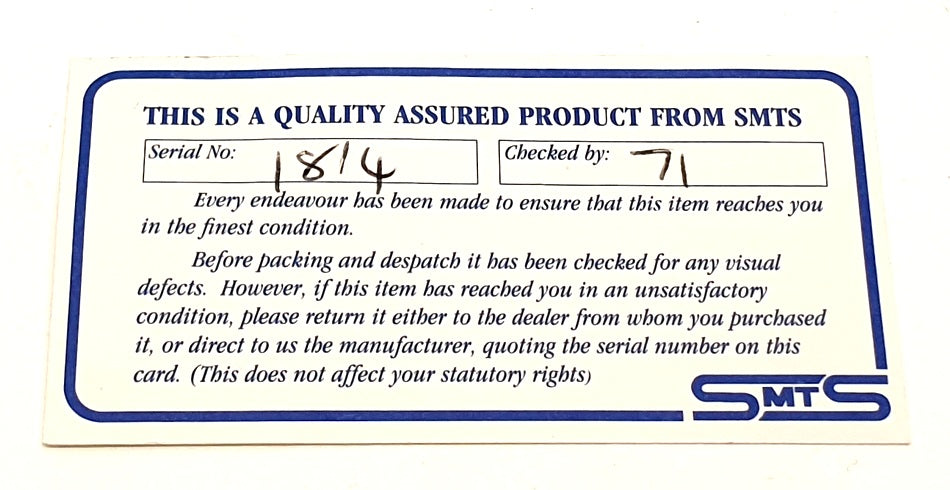 THIS IS A QUALITY ASSURED PRODUCT FROM SMTS
Serial No: 1814 Checked by: 71
Every endeavour has been made to ensure that this item reaches you
in the finest condition.
Before packing and despatch it has been checked for any visual
defects. However, if this item has reached you in an unsatisfactory
condition, please return it either to the dealer from whom you purchased
it, or direct to us the manufacturer, quoting the serial number on this
card. (This does not affect your statutory rights)
SMTS